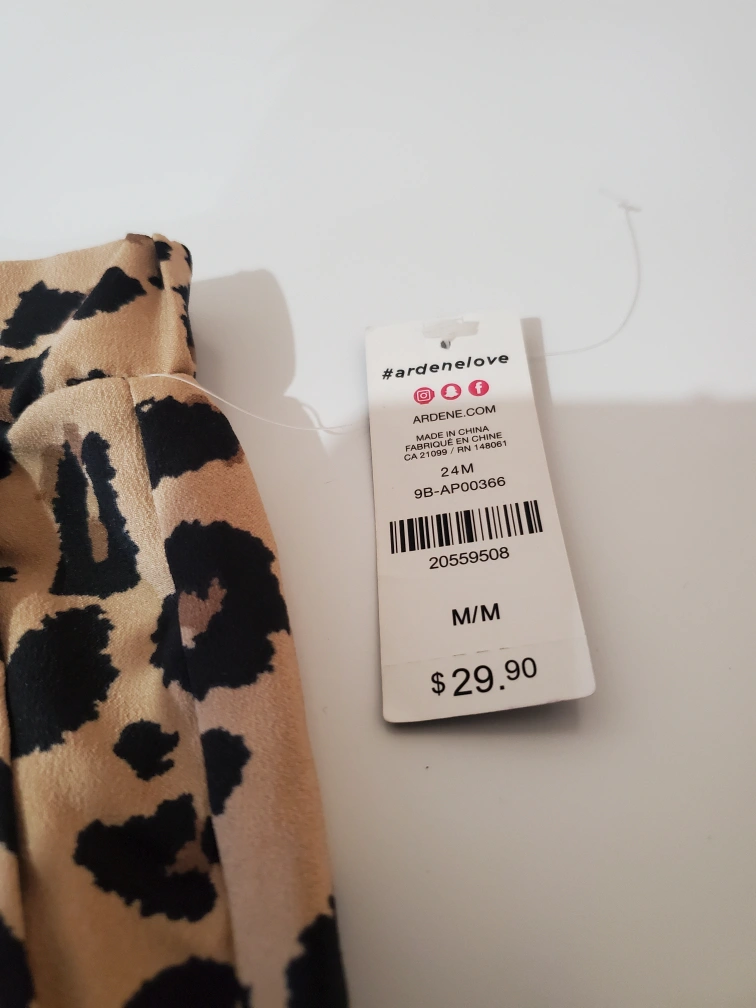 #ardenelove
ARDENE.COM
MADE IN CHINA
FABRIQUÉ EN CHINE
CA 21099 / RN 148061
24M
9B-AP00366
20559508
M/M
$29.90